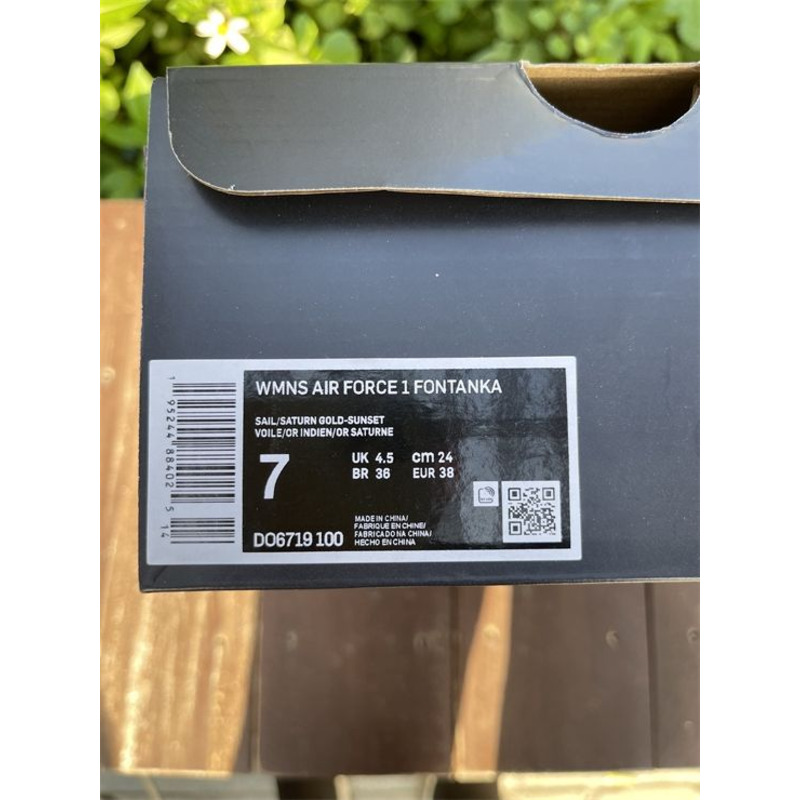 WMNS AIR FORCE 1 FONTANKA
SAIL/SATURN GOLD-SUNSET
VOILE/OR INDIEN/OR SATURNE
7
UK 4.5 cm 24
BR 36 EUR 38
DO6719 100
MADE IN CHINA/
FABRIQUE EN CHINE/
FABRICADO NA CHINA/
HECHO EN CHINA
1 95244 88402 5 14